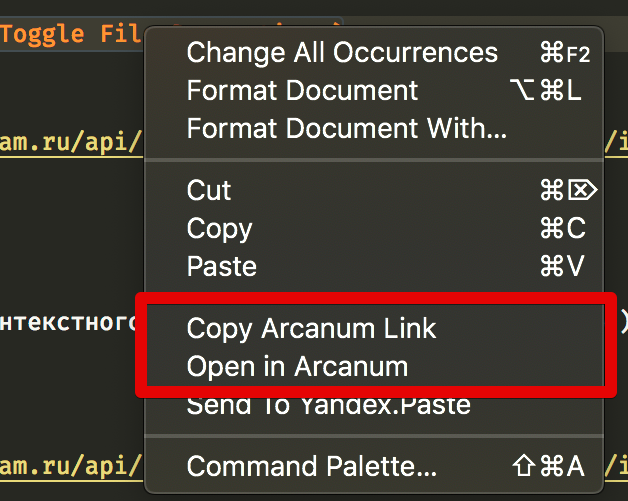 Toggle Fil
Change All Occurrences ⌘F2
Format Document ⌥⌘L
Format Document With...
am.ru/api/ /i
Cut ⌘⌦
Copy ⌘C
Paste ⌘V
нтекстного )
Copy Arcanum Link
Open in Arcanum
Send To Yandex.Paste
am.ru/api/ /i
Command Palette... ⇧⌘A